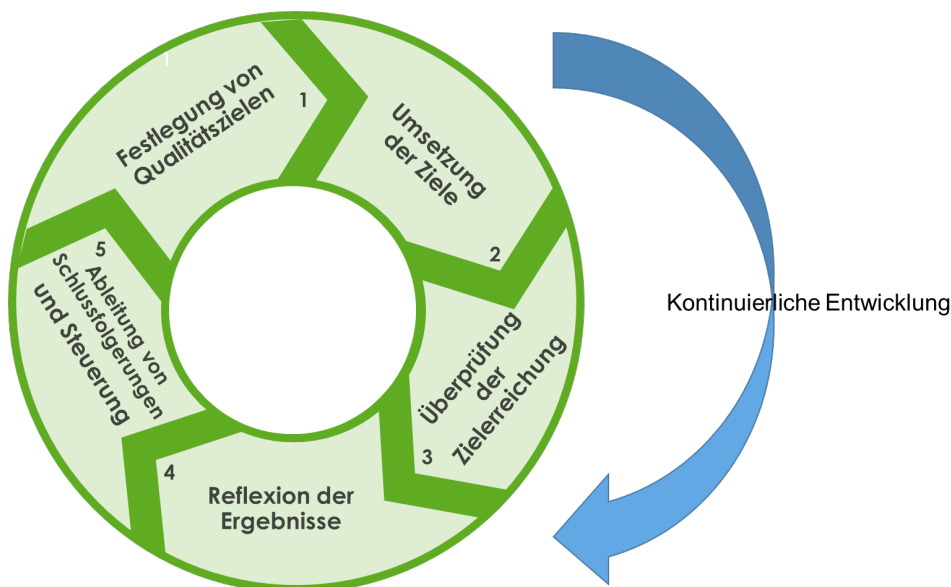 1
Festlegung von
Qualitätszielen
2
Umsetzung
der Ziele
3
Überprüfung
der
Zielerreichung
4
Reflexion der
Ergebnisse
5
Ableitung von
Schlussfolgerungen
und Steuerung
Kontinuierliche Entwicklung